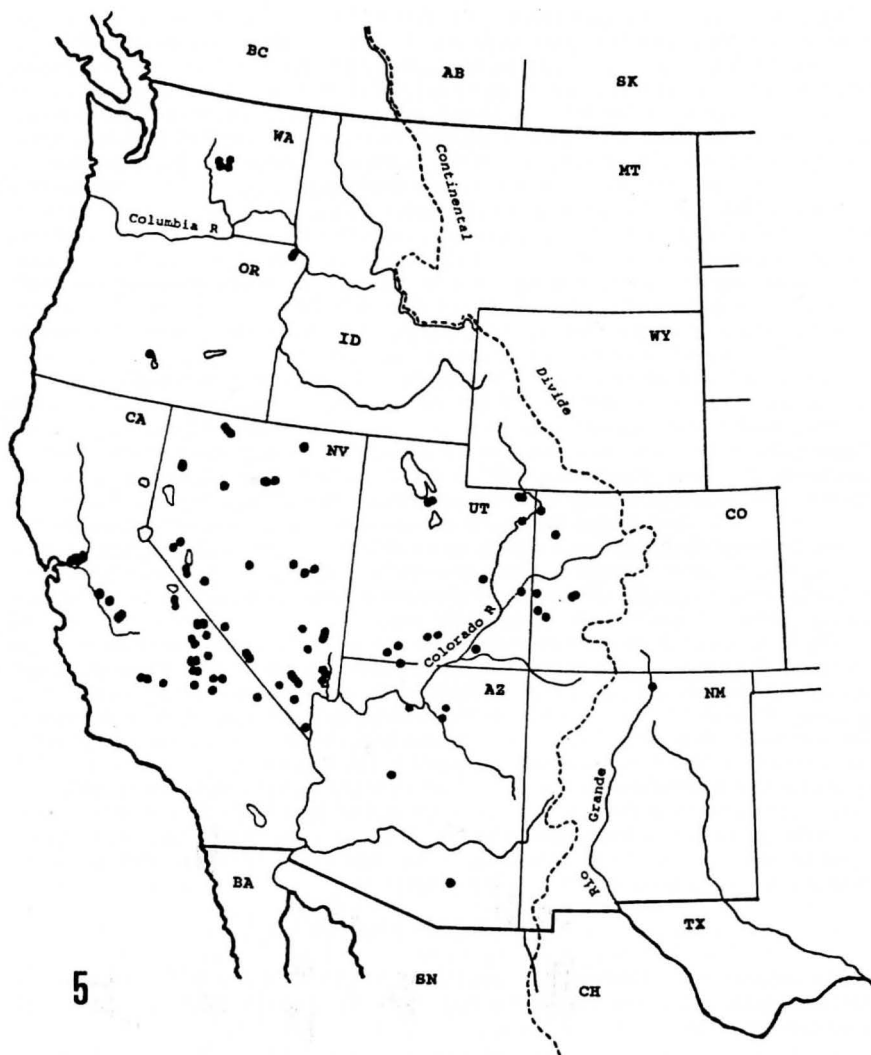 BC
AB
SK
WA
MT
Continental
Columbia R
OR
ID
WY
Divide
CA
NV
UT
CO
Colorado R
AZ
NM
Rio Grande
BA
TX
SN
CH
5